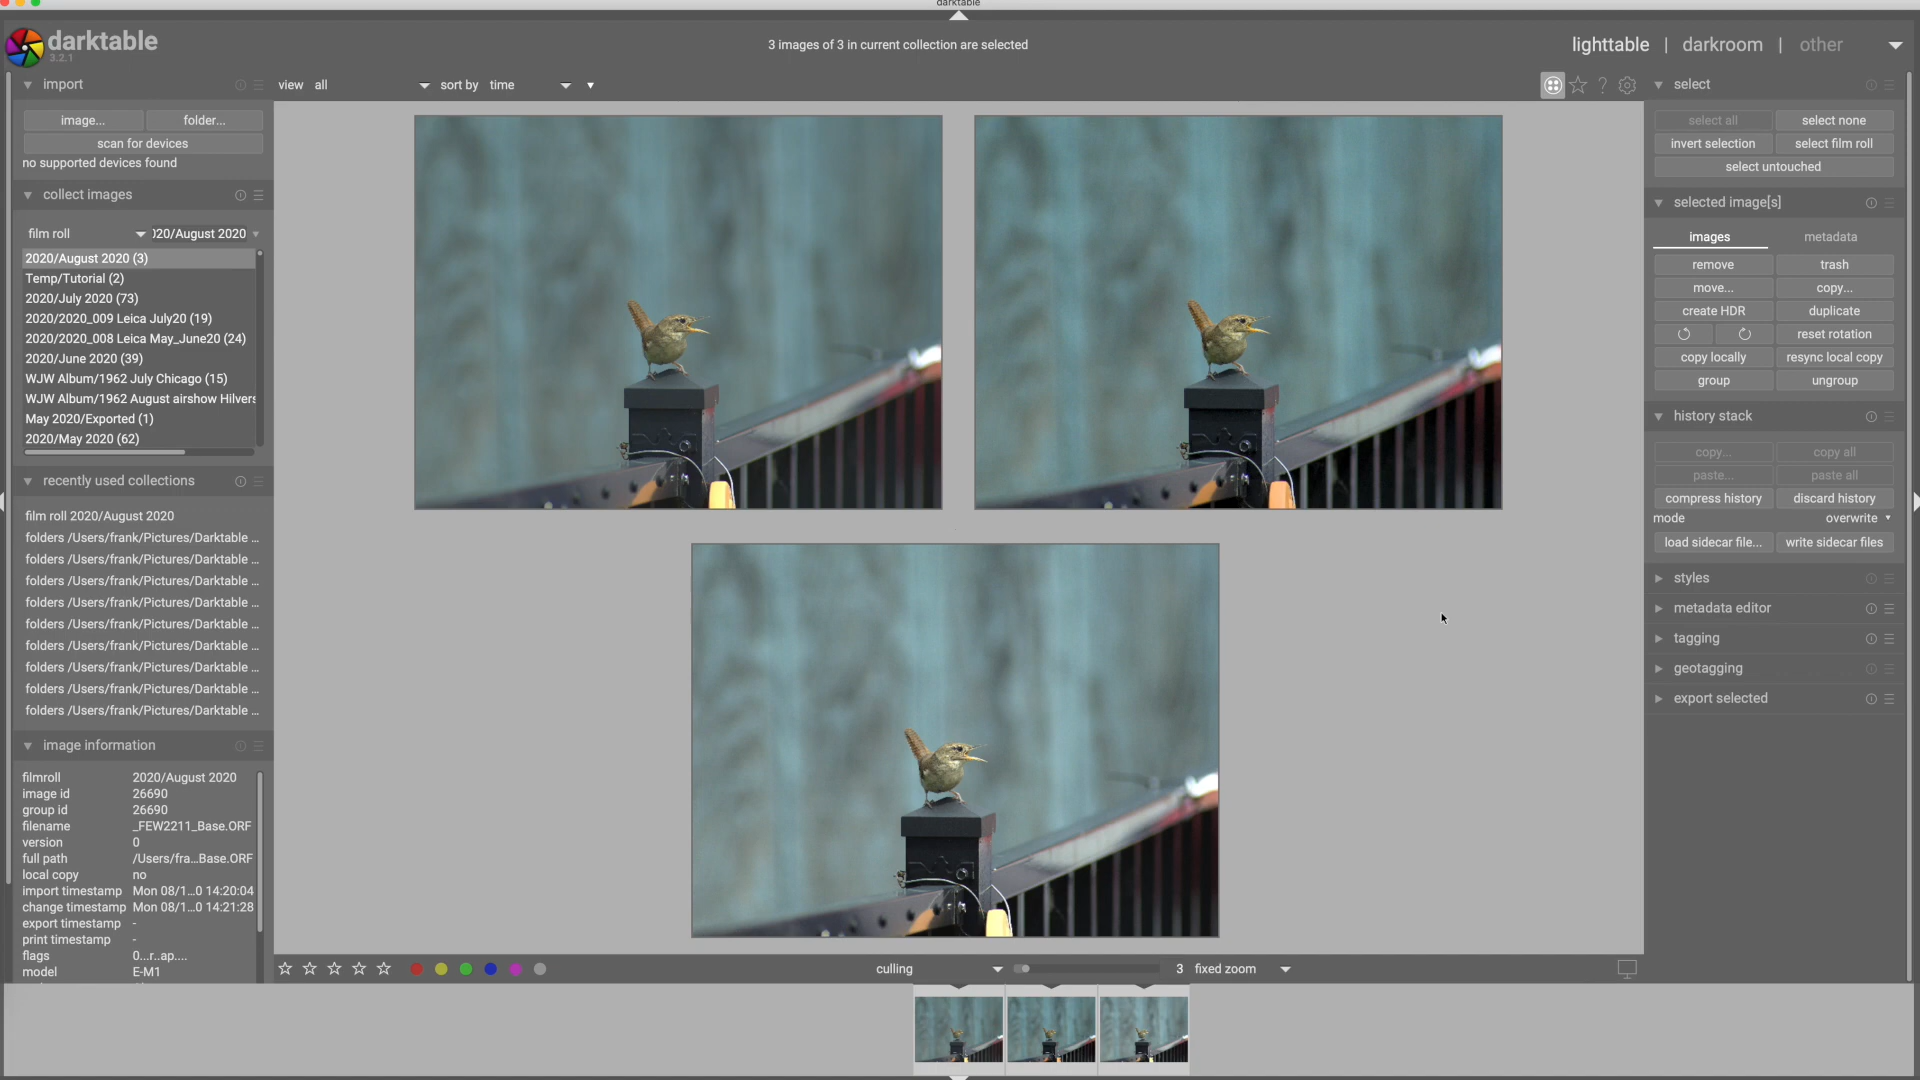 darktable
darktable
3.2.1
3 images of 3 in current collection are selected
lighttable | darkroom | other
import
image...
folder...
scan for devices
no supported devices found
collect images
film roll
020/August 2020
2020/August 2020 (3)
Temp/Tutorial (2)
2020/July 2020 (73)
2020/2020_009 Leica July20 (19)
2020/2020_008 Leica May_June20 (24)
2020/June 2020 (39)
WJW Album/1962 July Chicago (15)
WJW Album/1962 August airshow Hilvers
May 2020/Exported (1)
2020/May 2020 (62)
recently used collections
film roll 2020/August 2020
folders /Users/frank/Pictures/Darktable ...
folders /Users/frank/Pictures/Darktable ...
folders /Users/frank/Pictures/Darktable ...
folders /Users/frank/Pictures/Darktable ...
folders /Users/frank/Pictures/Darktable ...
folders /Users/frank/Pictures/Darktable ...
folders /Users/frank/Pictures/Darktable ...
folders /Users/frank/Pictures/Darktable ...
folders /Users/frank/Pictures/Darktable ...
image information
filmroll 2020/August 2020
image id 26690
group id 26690
filename _FEW2211_Base.ORF
version 0
full path /Users/fra...Base.ORF
local copy no
import timestamp Mon 08/1...0 14:20:04
change timestamp Mon 08/1...0 14:21:28
export timestamp -
print timestamp -
flags 0...r..ap....
model E-M1
view all
sort by time
culling
3 fixed zoom
select
select all
select none
invert selection
select film roll
select untouched
selected image[s]
images
metadata
remove
trash
move...
copy...
create HDR
duplicate
reset rotation
copy locally
resync local copy
group
ungroup
history stack
copy...
copy all
paste...
paste all
compress history
discard history
mode overwrite
load sidecar file...
write sidecar files
styles
metadata editor
tagging
geotagging
export selected